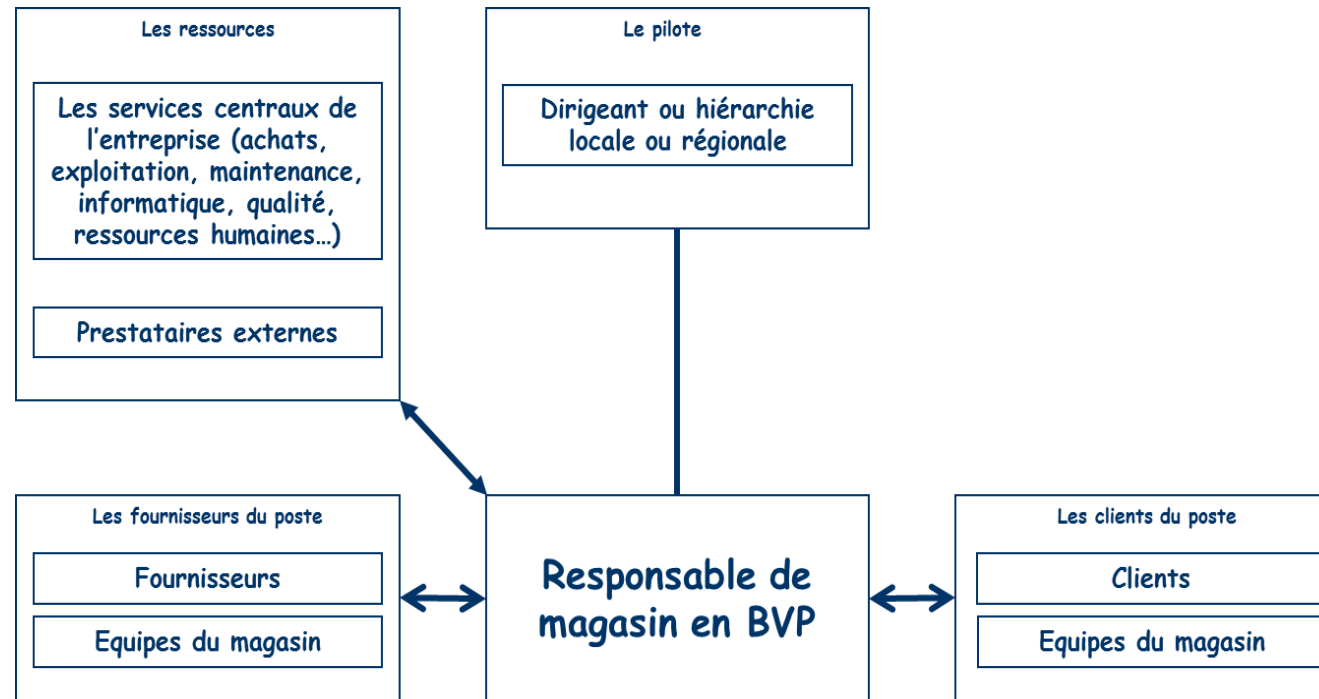 Les ressources
Les services centraux de
l'entreprise (achats,
exploitation, maintenance,
informatique, qualité,
ressources humaines…)
Prestataires externes
Le pilote
Dirigeant ou hiérarchie
locale ou régionale
Les fournisseurs du poste
Fournisseurs
Equipes du magasin
Responsable de
magasin en BVP
Les clients du poste
Clients
Equipes du magasin